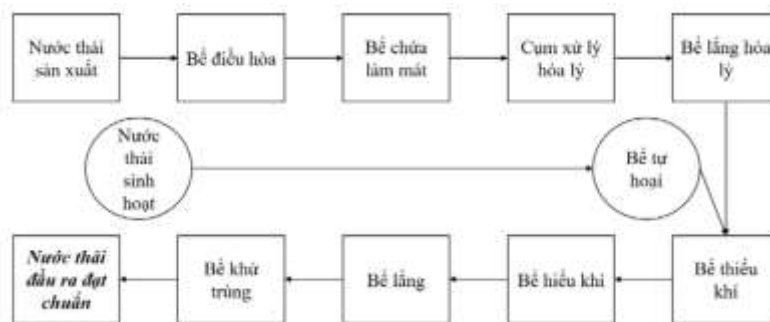 Nước thải
sản xuất
Bể điều hòa
Bể chứa
làm mát
Cụm xử lý
hóa lý
Bể lắng hóa
lý
Nước
thải
sinh
hoạt
Bể tự
hoại
Nước thải
đầu ra đạt
chuẩn
Bể khử
trùng
Bể lắng
Bể hiếu khí
Bể thiếu
khí